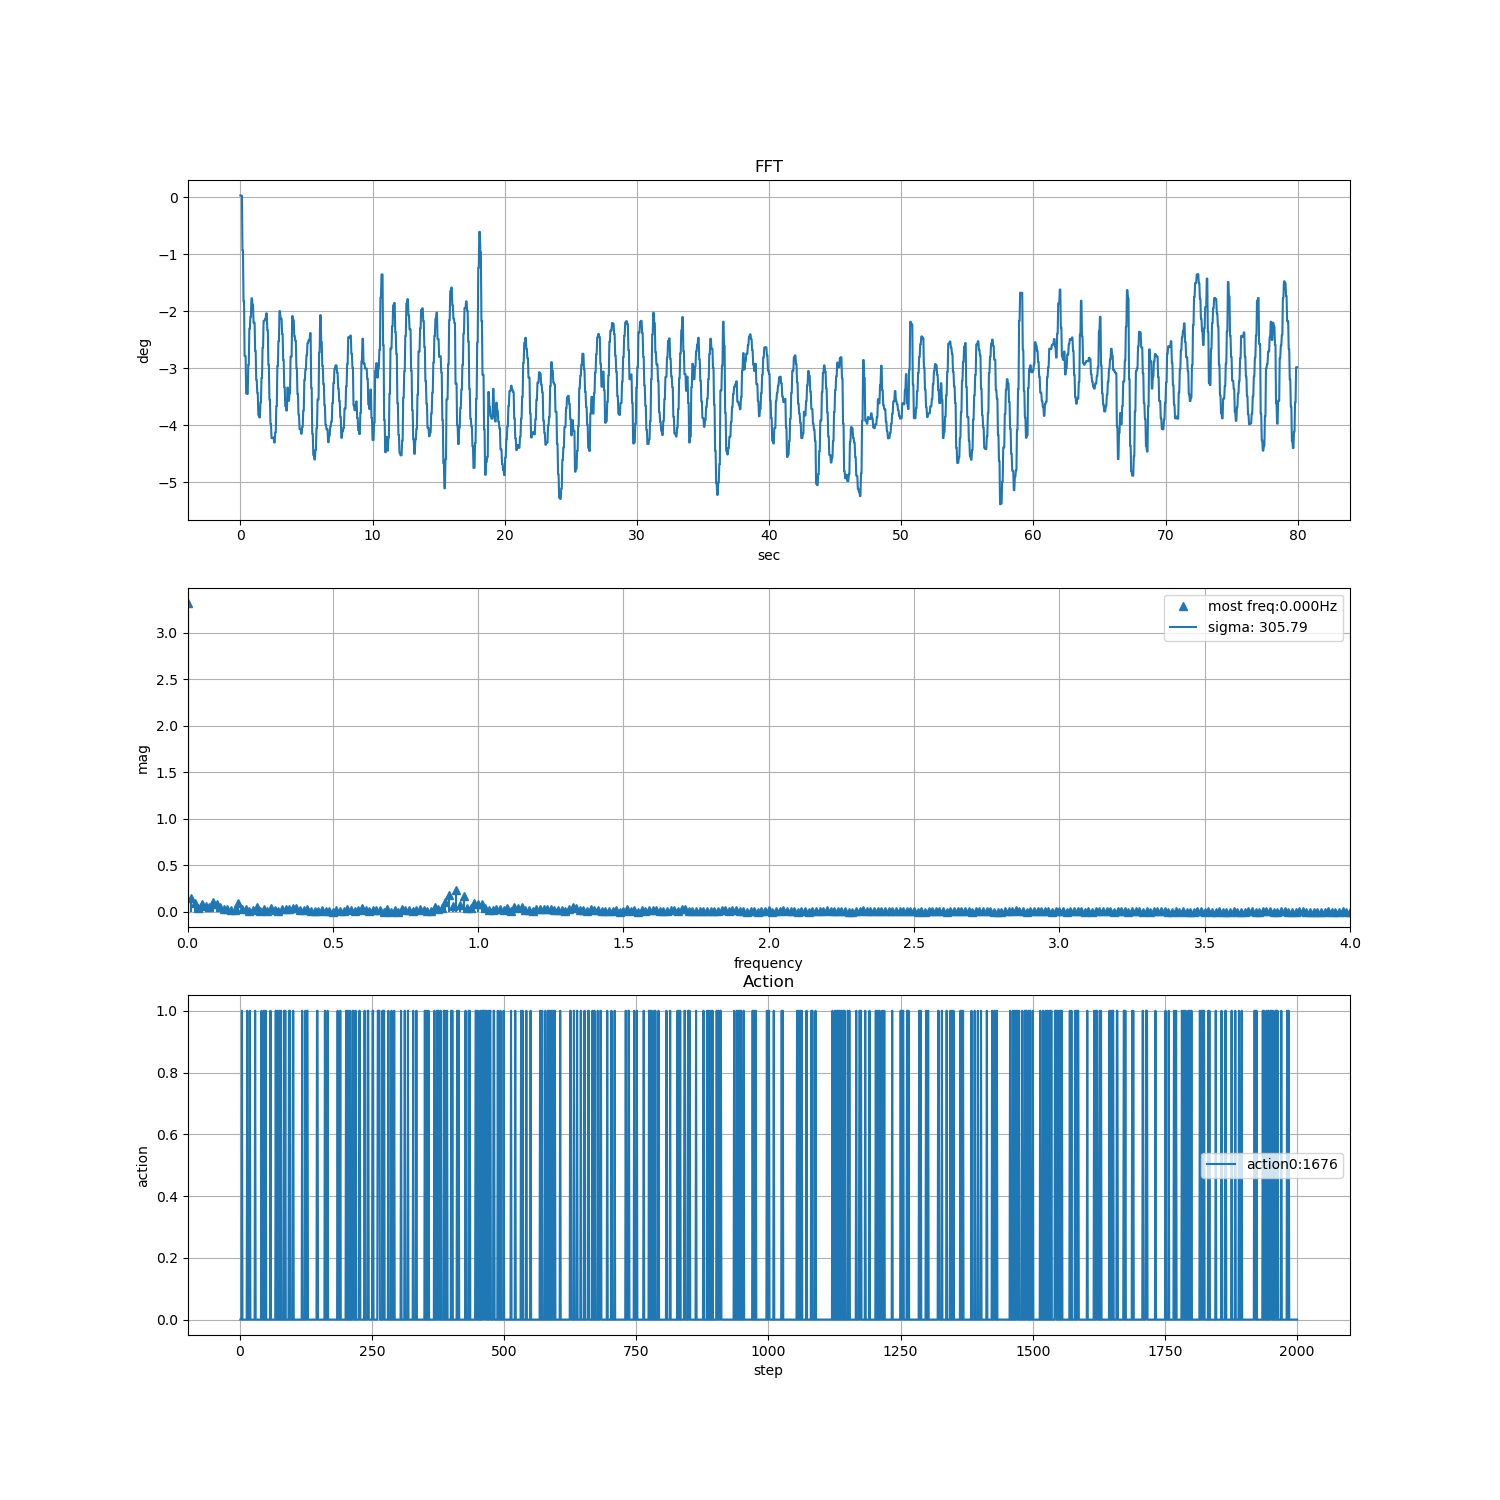 FFT
0
−1
−2
−3
−4
−5
deg
0 10 20 30 40 50 60 70 80
sec
3.0
2.5
2.0
1.5
1.0
0.5
0.0
mag
most freq:0.000Hz
sigma: 305.79
0.0 0.5 1.0 1.5 2.0 2.5 3.0 3.5 4.0
frequency
Action
1.0
0.8
0.6
0.4
0.2
0.0
action
action0:1676
0 250 500 750 1000 1250 1500 1750 2000
step